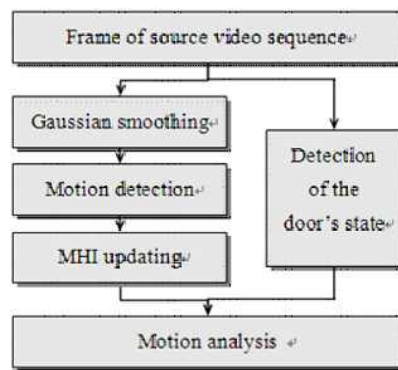 Frame of source video sequence
Gaussian smoothing
Motion detection
MHI updating
Detection
of the
door's state
Motion analysis